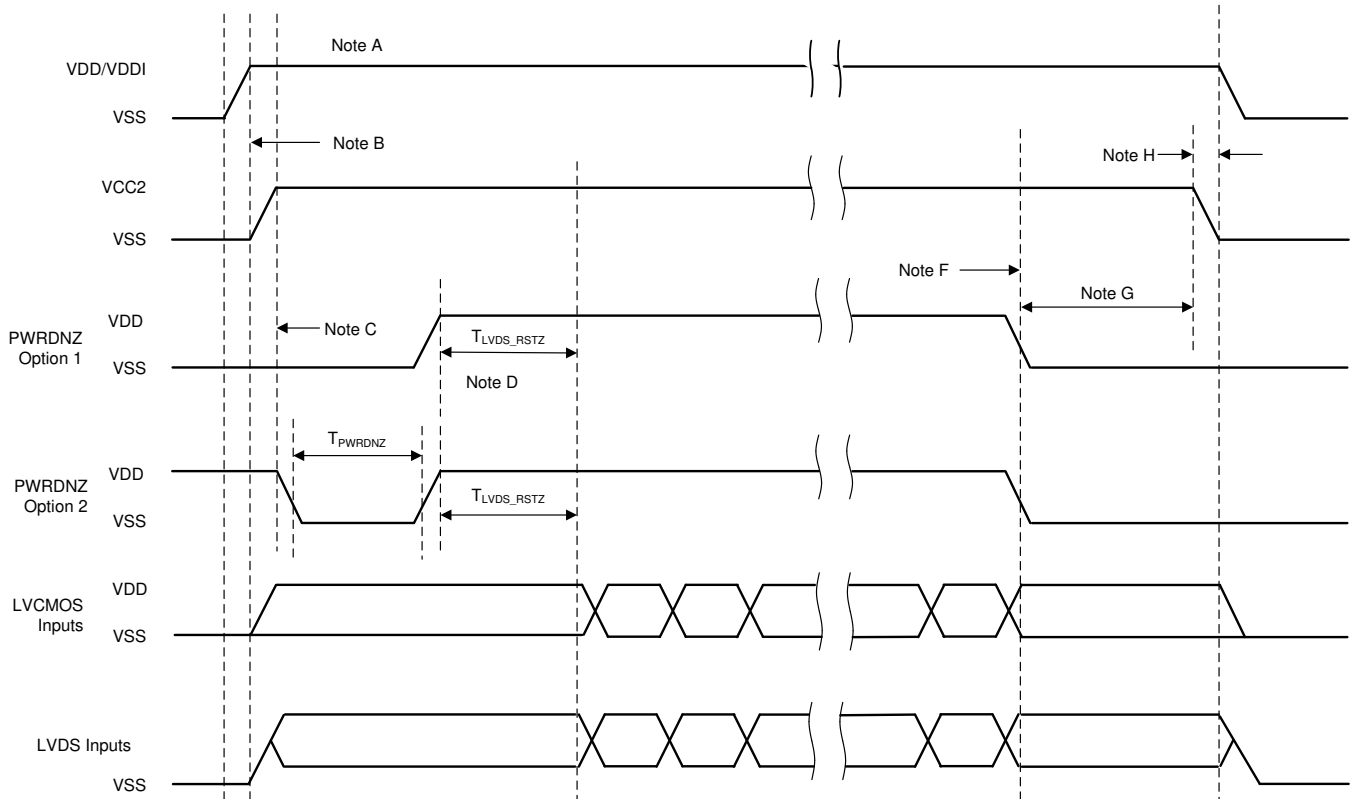 Note A
VDD/VDDI
VSS
Note B
Note H
VCC2
VSS
Note F
Note G
PWRDNZ
Option 1
VDD
VSS
Note C
TLVDS_RSTZ
Note D
TPWRDNZ
PWRDNZ
Option 2
VDD
VSS
TLVDS_RSTZ
LVCMOS
Inputs
VDD
VSS
LVDS Inputs
VSS